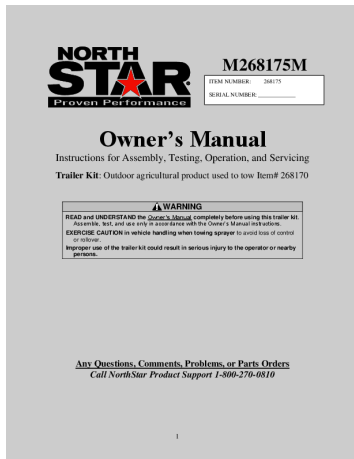 NORTH
STAR®
Proven Performance
M268175M
ITEM NUMBER: 268175
SERIAL NUMBER: ____________
Owner's Manual
Instructions for Assembly, Testing, Operation, and Servicing
Trailer Kit: Outdoor agricultural product used to tow Item# 268170
WARNING
READ and UNDERSTAND the Owner's Manual completely before using this trailer kit.
Assemble, test, and use only in accordance with the Owner's Manual instructions.
EXERCISE CAUTION in vehicle handling when towing sprayer to avoid loss of control
or rollover.
Improper use of the trailer kit could result in serious injury to the operator or nearby
persons.
Any Questions, Comments, Problems, or Parts Orders
Call NorthStar Product Support 1-800-270-0810
1